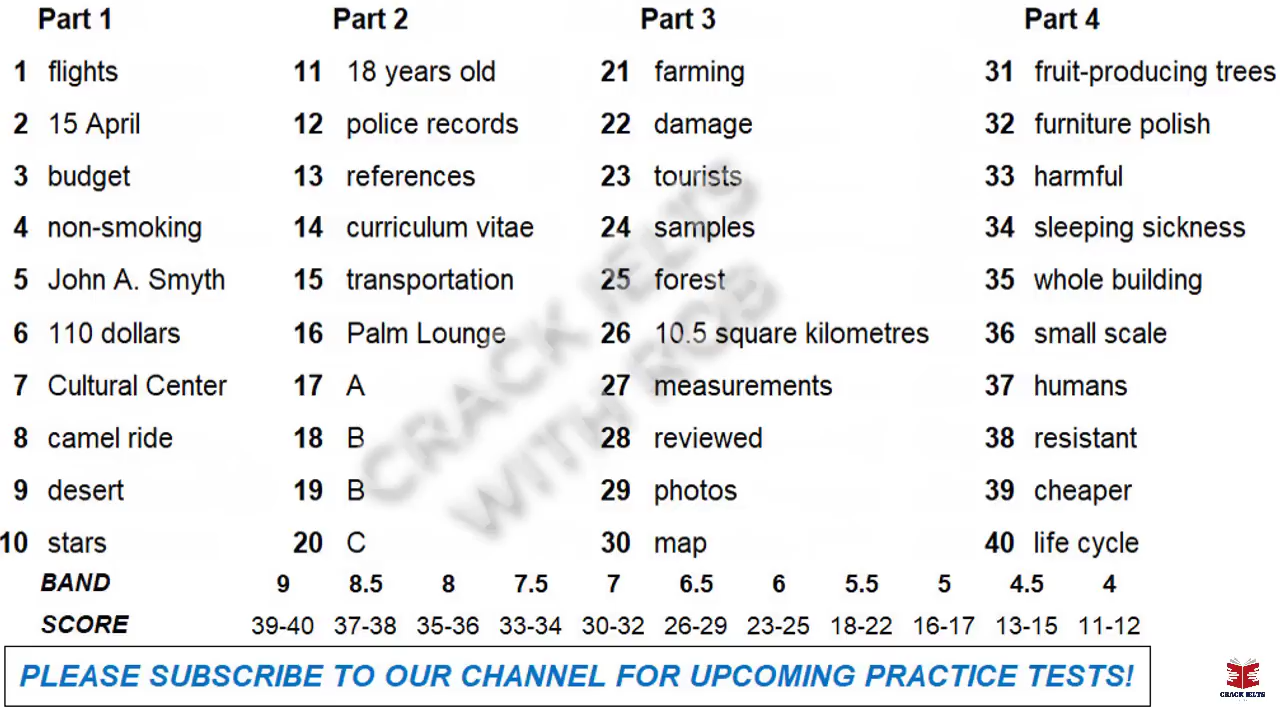 Part 1 Part 2 Part 3 Part 4
1 flights 11 18 years old 21 farming 31 fruit-producing trees
2 15 April 12 police records 22 damage 32 furniture polish
3 budget 13 references 23 tourists 33 harmful
4 non-smoking 14 curriculum vitae 24 samples 34 sleeping sickness
5 John A. Smyth 15 transportation 25 forest 35 whole building
6 110 dollars 16 Palm Lounge 26 10.5 square kilometres 36 small scale
7 Cultural Center 17 A 27 measurements 37 humans
8 camel ride 18 B 28 reviewed 38 resistant
9 desert 19 B 29 photos 39 cheaper
10 stars 20 C 30 map 40 life cycle
BAND 9 8.5 8 7.5 7 6.5 6 5.5 5 4.5 4
SCORE 39-40 37-38 35-36 33-34 30-32 26-29 23-25 18-22 16-17 13-15 11-12
PLEASE SUBSCRIBE TO OUR CHANNEL FOR UPCOMING PRACTICE TESTS!
CRACK IELTS
WITH ROB
CRACK IELTS